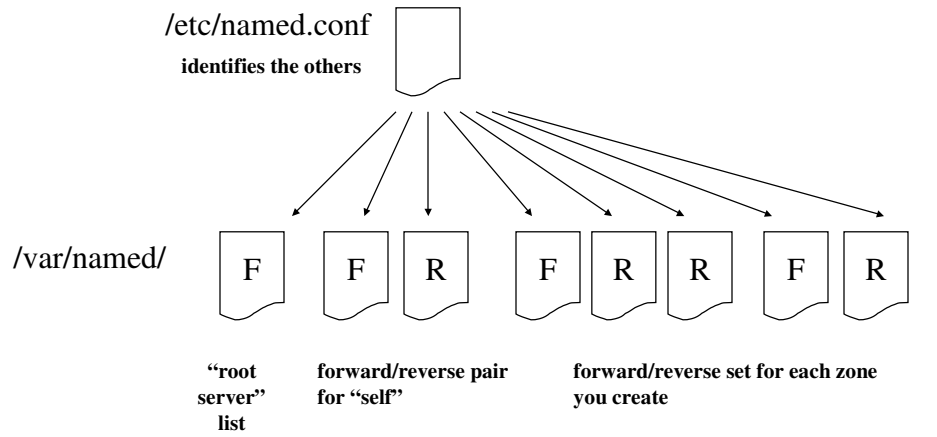 /etc/named.conf
identifies the others
/var/named/
F
F
R
F
R
R
F
R
“root
server”
list
forward/reverse pair
for “self”
forward/reverse set for each zone
you create